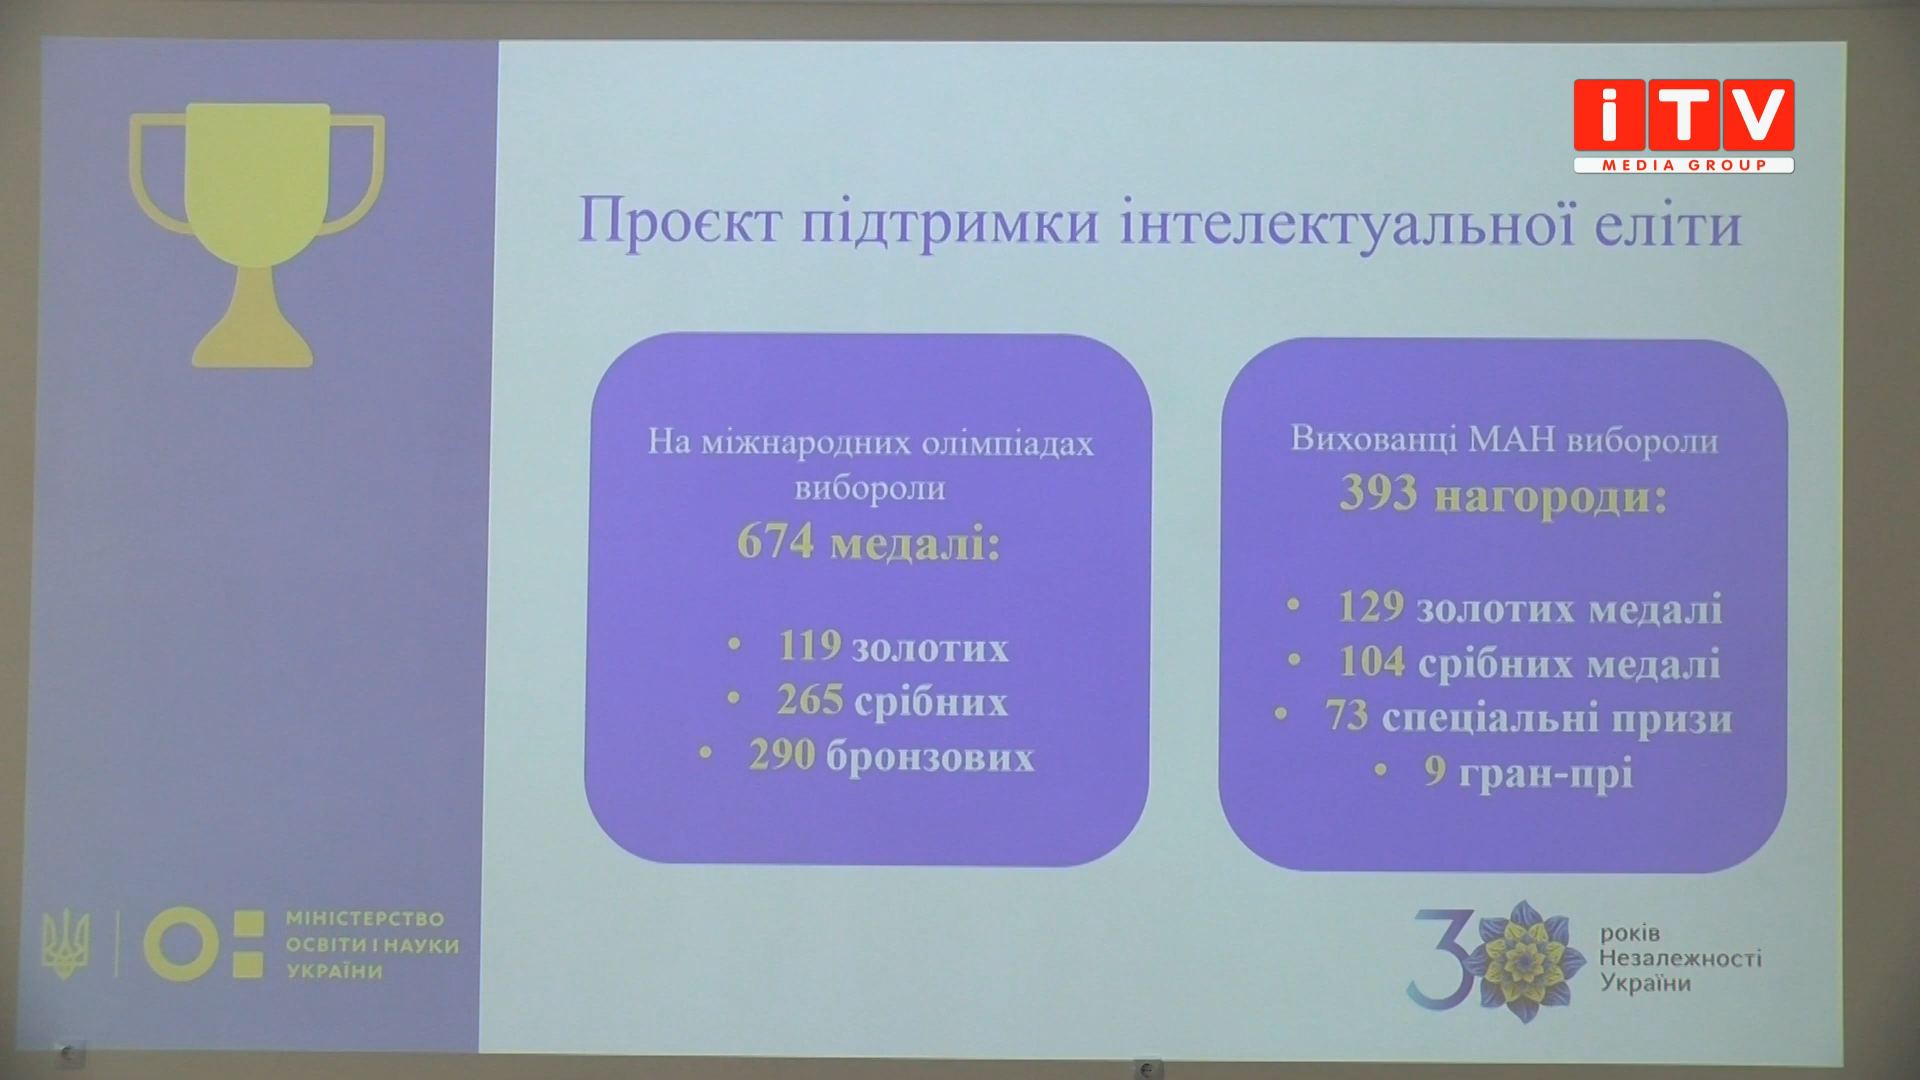 iTV
MEDIA GROUP
Проєкт підтримки інтелектуальної еліти
На міжнародних олімпіадах
вибороли
674 медалі:
• 119 золотих
• 265 срібних
• 290 бронзових
Вихованці МАН вибороли
393 нагороди:
• 129 золотих медалі
• 104 срібних медалі
• 73 спеціальні призи
• 9 гран-прі
МІНІСТЕРСТВО
ОСВІТИ І НАУКИ
УКРАЇНИ
30
років
Незалежності
України